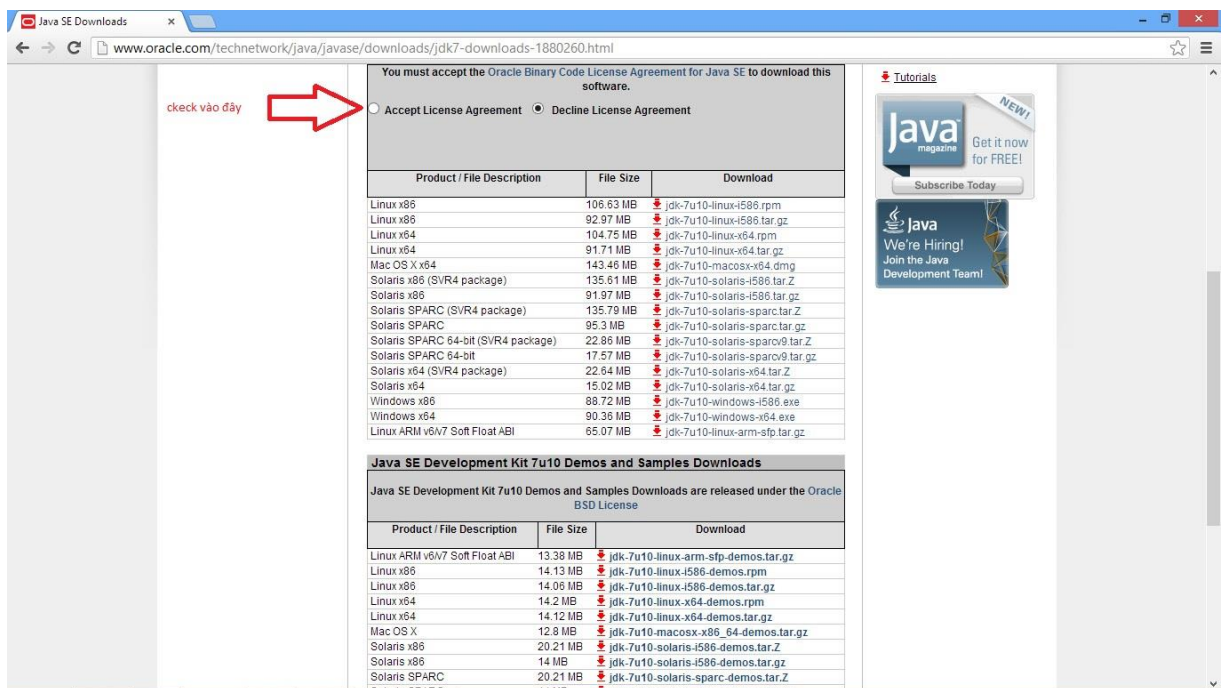 Java SE Downloads
www.oracle.com/technetwork/java/javase/downloads/jdk7-downloads-1880260.html
You must accept the Oracle Binary Code License Agreement for Java SE to download this
software.
ckeck vào đây
Accept License Agreement Decline License Agreement
Product / File Description File Size Download
Linux x86 106.63 MB jdk-7u10-linux-i586.rpm
Linux x86 92.97 MB jdk-7u10-linux-i586.tar.gz
Linux x64 104.75 MB jdk-7u10-linux-x64.rpm
Linux x64 91.71 MB jdk-7u10-linux-x64.tar.gz
Mac OS X x64 143.46 MB jdk-7u10-macosx-x64.dmg
Solaris x86 (SVR4 package) 135.61 MB jdk-7u10-solaris-i586.tar.Z
Solaris x86 91.97 MB jdk-7u10-solaris-i586.tar.gz
Solaris SPARC (SVR4 package) 135.79 MB jdk-7u10-solaris-sparc.tar.Z
Solaris SPARC 95.3 MB jdk-7u10-solaris-sparc.tar.gz
Solaris SPARC 64-bit (SVR4 package) 22.86 MB jdk-7u10-solaris-sparcv9.tar.Z
Solaris SPARC 64-bit 17.57 MB jdk-7u10-solaris-sparcv9.tar.gz
Solaris x64 (SVR4 package) 22.64 MB jdk-7u10-solaris-x64.tar.Z
Solaris x64 15.02 MB jdk-7u10-solaris-x64.tar.gz
Windows x86 88.72 MB jdk-7u10-windows-i586.exe
Windows x64 90.36 MB jdk-7u10-windows-x64.exe
Linux ARM v6/v7 Soft Float ABI 65.07 MB jdk-7u10-linux-arm-sfp.tar.gz
Java SE Development Kit 7u10 Demos and Samples Downloads
Java SE Development Kit 7u10 Demos and Samples Downloads are released under the Oracle
BSD License
Product / File Description File Size Download
Linux ARM v6/v7 Soft Float ABI 13.38 MB jdk-7u10-linux-arm-sfp-demos.tar.gz
Linux x86 14.13 MB jdk-7u10-linux-i586-demos.rpm
Linux x86 14.06 MB jdk-7u10-linux-i586-demos.tar.gz
Linux x64 14.2 MB jdk-7u10-linux-x64-demos.rpm
Linux x64 14.12 MB jdk-7u10-linux-x64-demos.tar.gz
Mac OS X 12.8 MB jdk-7u10-macosx-x86_64-demos.tar.gz
Solaris x86 20.21 MB jdk-7u10-solaris-i586-demos.tar.Z
Solaris x86 14 MB jdk-7u10-solaris-i586-demos.tar.gz
Solaris SPARC 20.21 MB jdk-7u10-solaris-sparc-demos.tar.Z
Tutorials
NEW!
Java
magazine
Get it now
for FREE!
Subscribe Today
Java
We're Hiring!
Join the Java
Development Team!